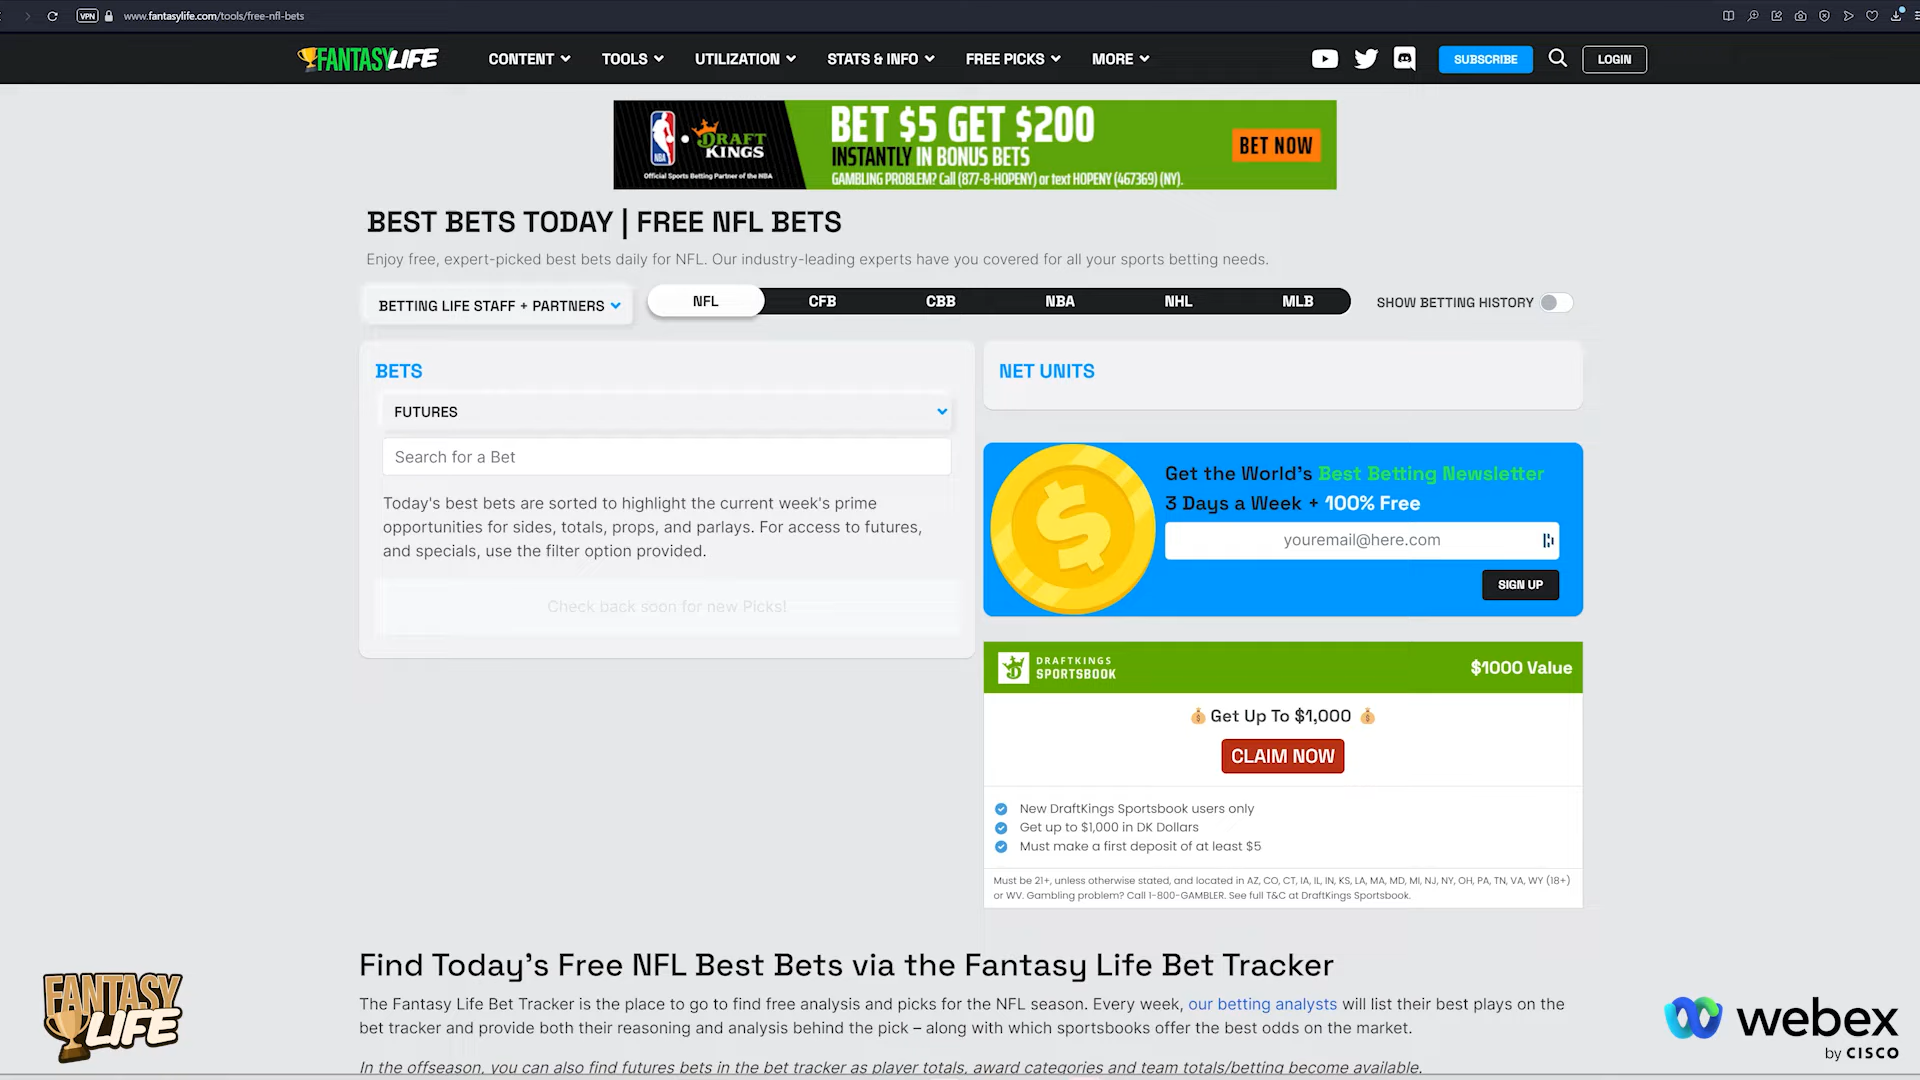 VPN
www.fantasylife.com/tools/free-nfl-bets
FANTASYLIFE
CONTENT
TOOLS
UTILIZATION
STATS & INFO
FREE PICKS
MORE
SUBSCRIBE
LOGIN
NBA
DRAFT
KINGS
Official Sports Betting Partner of the NBA
BET $5 GET $200
INSTANTLY IN BONUS BETS
GAMBLING PROBLEM? Call (877-8-HOPENY) or text HOPENY (467369) (NY).
BET NOW
BEST BETS TODAY | FREE NFL BETS
Enjoy free, expert-picked best bets daily for NFL. Our industry-leading experts have you covered for all your sports betting needs.
BETTING LIFE STAFF + PARTNERS
NFL
CFB
CBB
NBA
NHL
MLB
SHOW BETTING HISTORY
BETS
FUTURES
Search for a Bet
Today's best bets are sorted to highlight the current week's prime
opportunities for sides, totals, props, and parlays. For access to futures,
and specials, use the filter option provided.
Check back soon for new Picks!
NET UNITS
Get the World's Best Betting Newsletter
3 Days a Week + 100% Free
youremail@here.com
SIGN UP
DRAFTKINGS
SPORTSBOOK
$1000 Value
Get Up To $1,000
CLAIM NOW
New DraftKings Sportsbook users only
Get up to $1,000 in DK Dollars
Must make a first deposit of at least $5
Must be 21+, unless otherwise stated, and located in AZ, CO, CT, IA, IL, IN, KS, LA, MA, MD, MI, NJ, NY, OH, PA, TN, VA, WY (18+)
or WV. Gambling problem? Call 1-800-GAMBLER. See full T&C at DraftKings Sportsbook.
Find Today's Free NFL Best Bets via the Fantasy Life Bet Tracker
The Fantasy Life Bet Tracker is the place to go to find free analysis and picks for the NFL season. Every week, our betting analysts will list their best plays on the
bet tracker and provide both their reasoning and analysis behind the pick – along with which sportsbooks offer the best odds on the market.
In the offseason, you can also find futures bets in the bet tracker as player totals, award categories and team totals/betting become available.
FANTASY
LIFE
webex
by CISCO